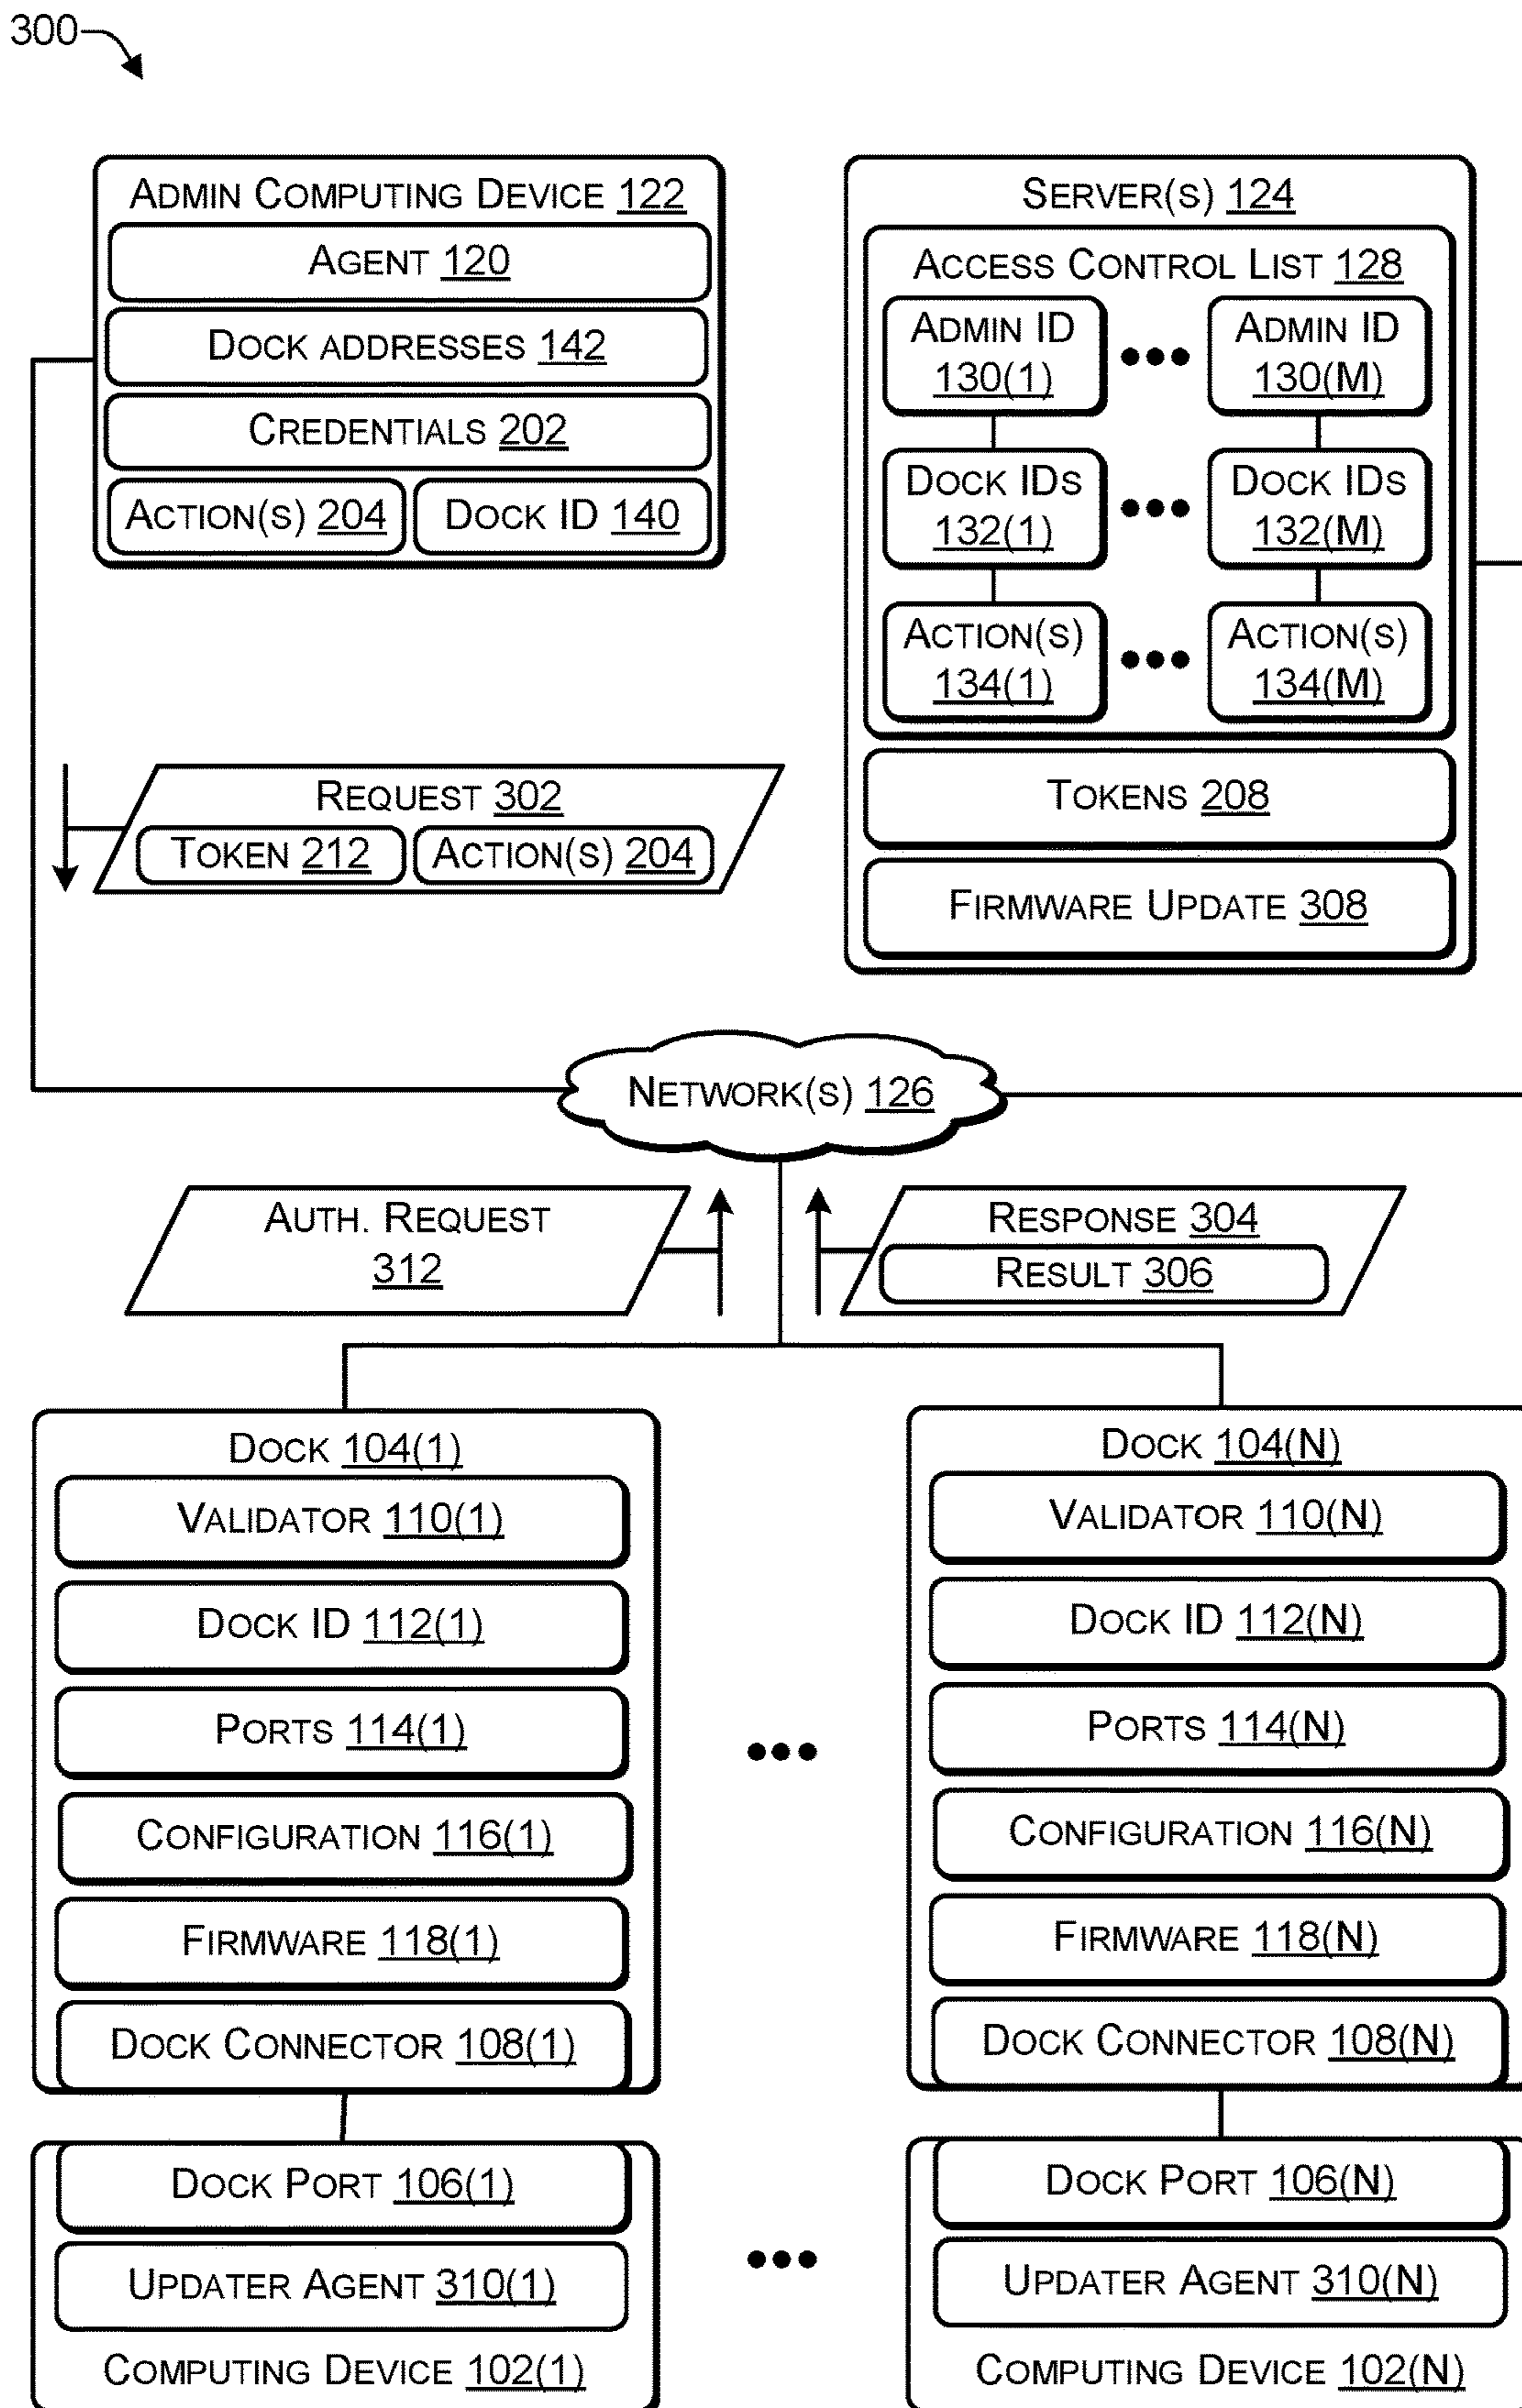 300
ADMIN COMPUTING DEVICE 122
AGENT 120
DOCK ADDRESSES 142
CREDENTIALS 202
ACTION(S) 204
DOCK ID 140
SERVER(S) 124
ACCESS CONTROL LIST 128
ADMIN ID
130(1)
ADMIN ID
130(M)
DOCK IDS
132(1)
DOCK IDS
132(M)
ACTION(S)
134(1)
ACTION(S)
134(M)
TOKENS 208
FIRMWARE UPDATE 308
REQUEST 302
TOKEN 212
ACTION(S) 204
NETWORK(S) 126
AUTH. REQUEST
312
RESPONSE 304
RESULT 306
DOCK 104(1)
VALIDATOR 110(1)
DOCK ID 112(1)
PORTS 114(1)
CONFIGURATION 116(1)
FIRMWARE 118(1)
DOCK CONNECTOR 108(1)
DOCK PORT 106(1)
UPDATER AGENT 310(1)
COMPUTING DEVICE 102(1)
DOCK 104(N)
VALIDATOR 110(N)
DOCK ID 112(N)
PORTS 114(N)
CONFIGURATION 116(N)
FIRMWARE 118(N)
DOCK CONNECTOR 108(N)
DOCK PORT 106(N)
UPDATER AGENT 310(N)
COMPUTING DEVICE 102(N)